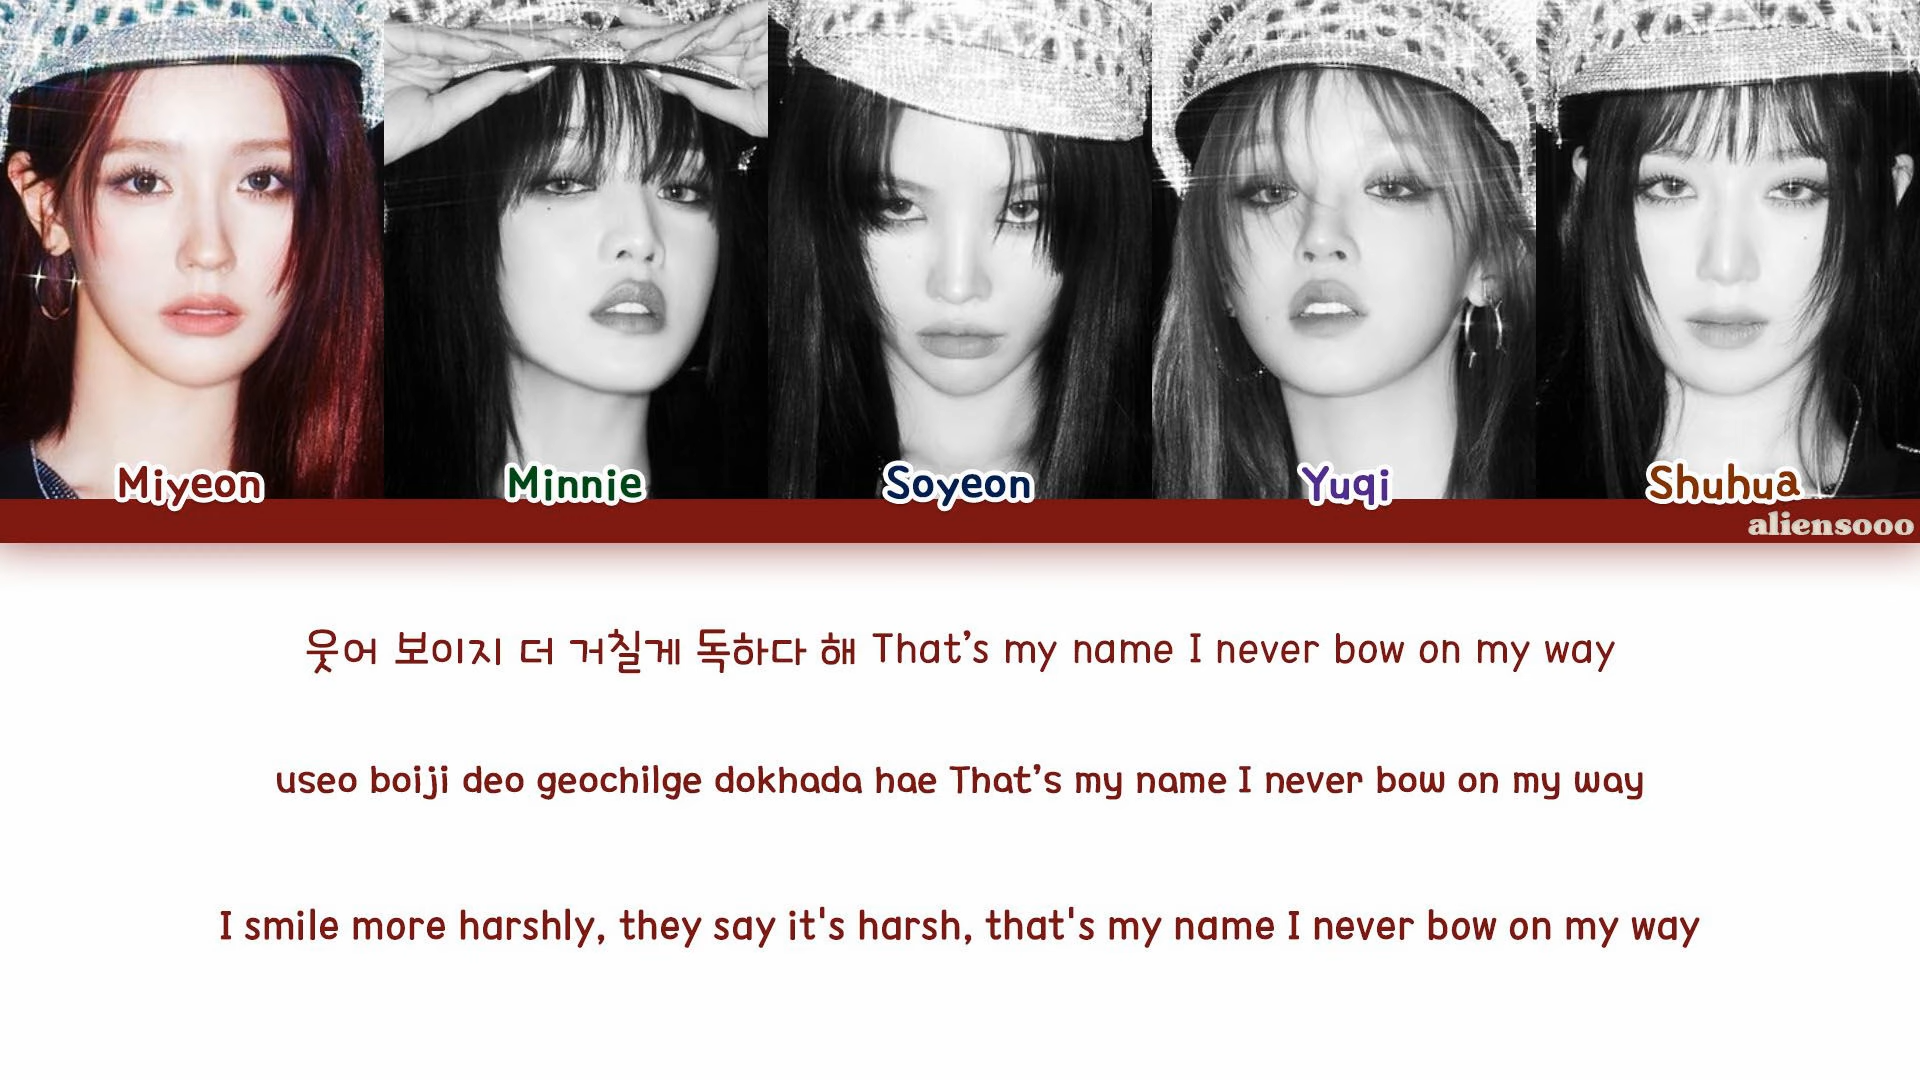 Miyeon
Minnie
Soyeon
Yuqi
Shuhua
aliensooo
웃어 보이지 더 거칠게 독하다 해 That’s my name I never bow on my way
useo boiji deo geochilge dokhada hae That’s my name I never bow on my way
I smile more harshly, they say it's harsh, that's my name I never bow on my way